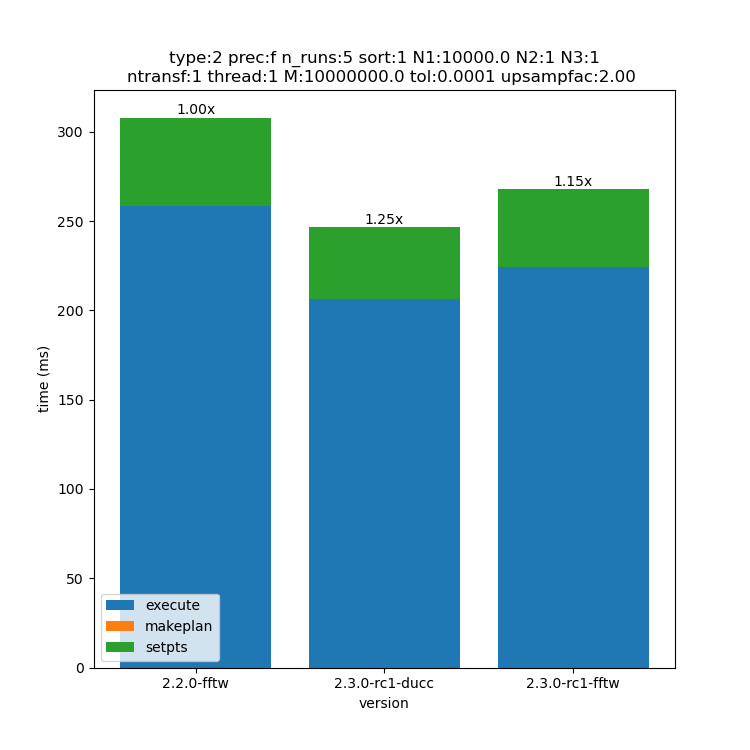 type:2 prec:f n_runs:5 sort:1 N1:10000.0 N2:1 N3:1
ntransf:1 thread:1 M:10000000.0 tol:0.0001 upsampfac:2.00
1.00x
1.25x
1.15x
300
250
200
150
100
50
0
time (ms)
execute
makeplan
setpts
2.2.0-fftw
2.3.0-rc1-ducc
2.3.0-rc1-fftw
version